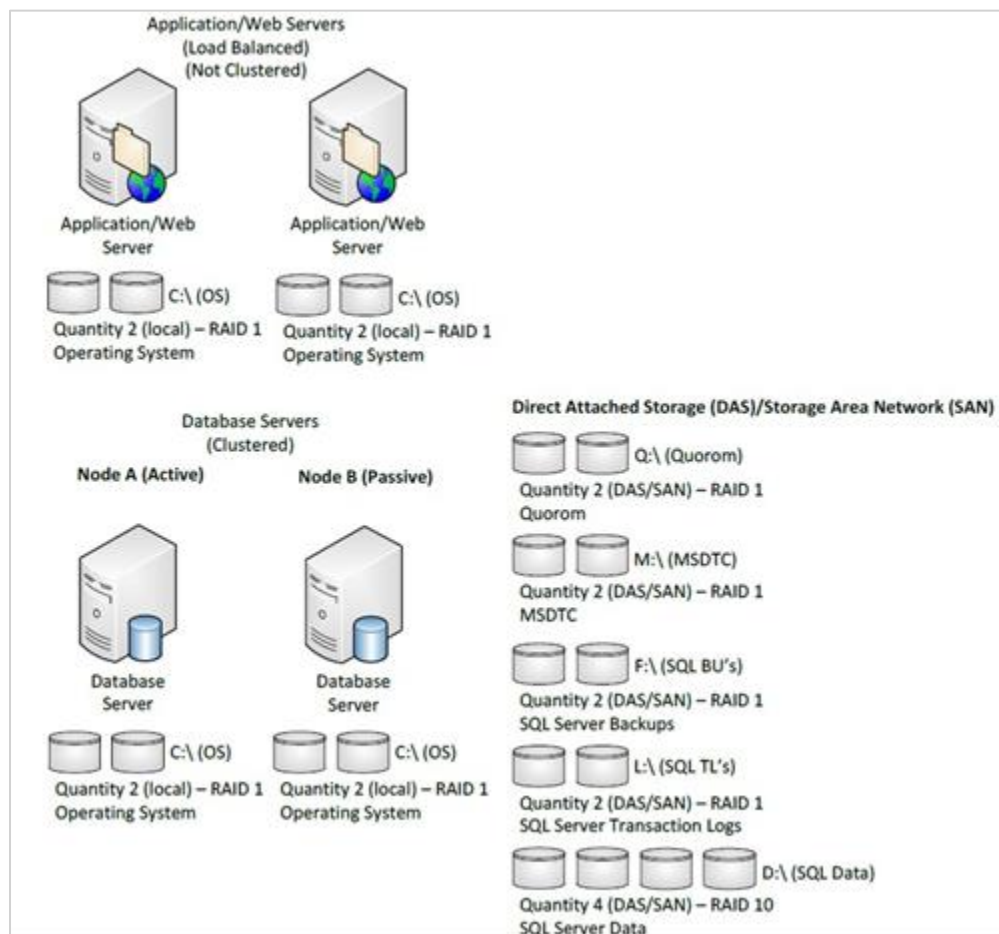 Application/Web Servers
(Load Balanced)
(Not Clustered)
Application/Web
Server
Application/Web
Server
C:\ (OS)
Quantity 2 (local) – RAID 1
Operating System
C:\ (OS)
Quantity 2 (local) – RAID 1
Operating System
Database Servers
(Clustered)
Node A (Active)
Node B (Passive)
Database
Server
Database
Server
C:\ (OS)
Quantity 2 (local) – RAID 1
Operating System
C:\ (OS)
Quantity 2 (local) – RAID 1
Operating System
Direct Attached Storage (DAS)/Storage Area Network (SAN)
Q:\ (Quorom)
Quantity 2 (DAS/SAN) – RAID 1
Quorom
M:\ (MSDTC)
Quantity 2 (DAS/SAN) – RAID 1
MSDTC
F:\ (SQL BU's)
Quantity 2 (DAS/SAN) – RAID 1
SQL Server Backups
L:\ (SQL TL's)
Quantity 2 (DAS/SAN) – RAID 1
SQL Server Transaction Logs
D:\ (SQL Data)
Quantity 4 (DAS/SAN) – RAID 10
SQL Server Data